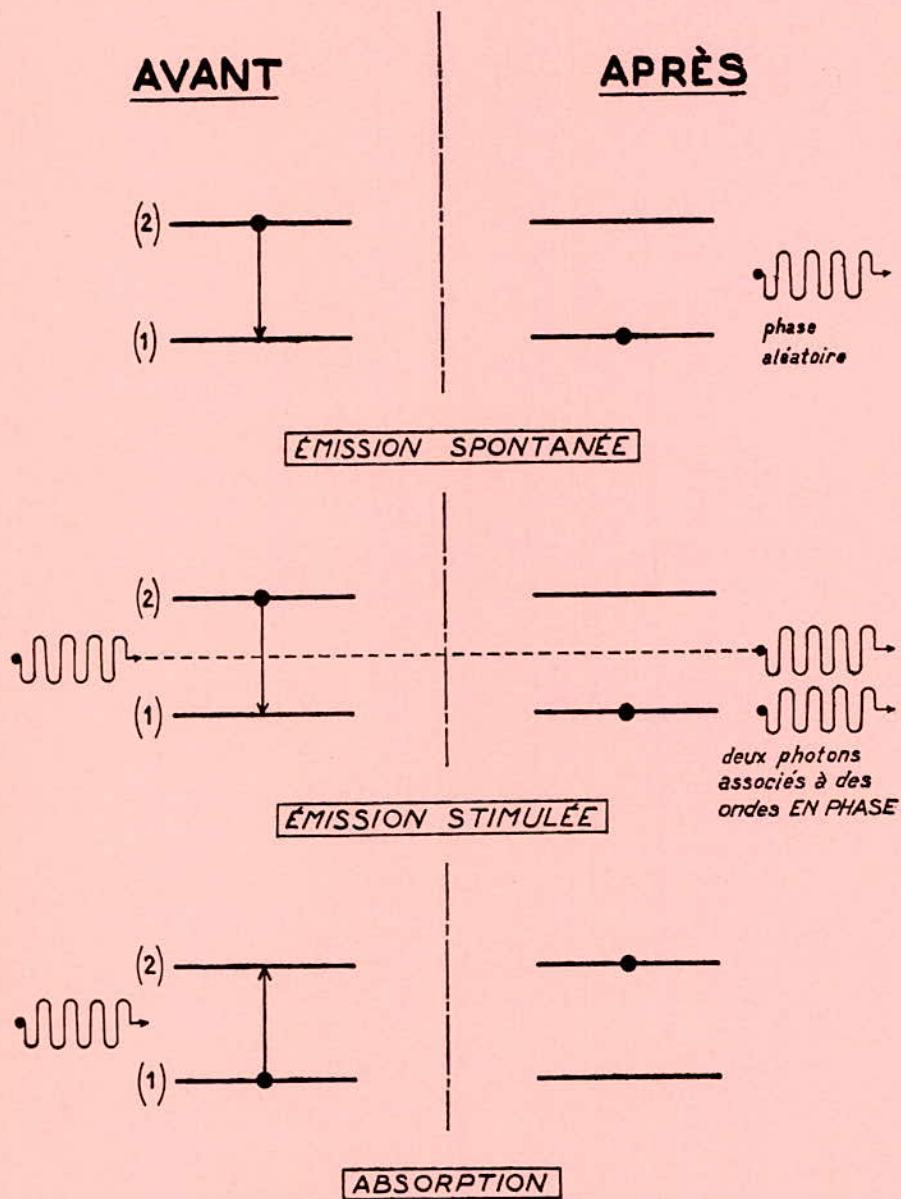 AVANT
APRÈS
(2)
(1)
phase
aléatoire
ÉMISSION SPONTANÉE
(2)
(1)
deux photons
associés à des
ondes EN PHASE
ÉMISSION STIMULÉE
(2)
(1)
ABSORPTION